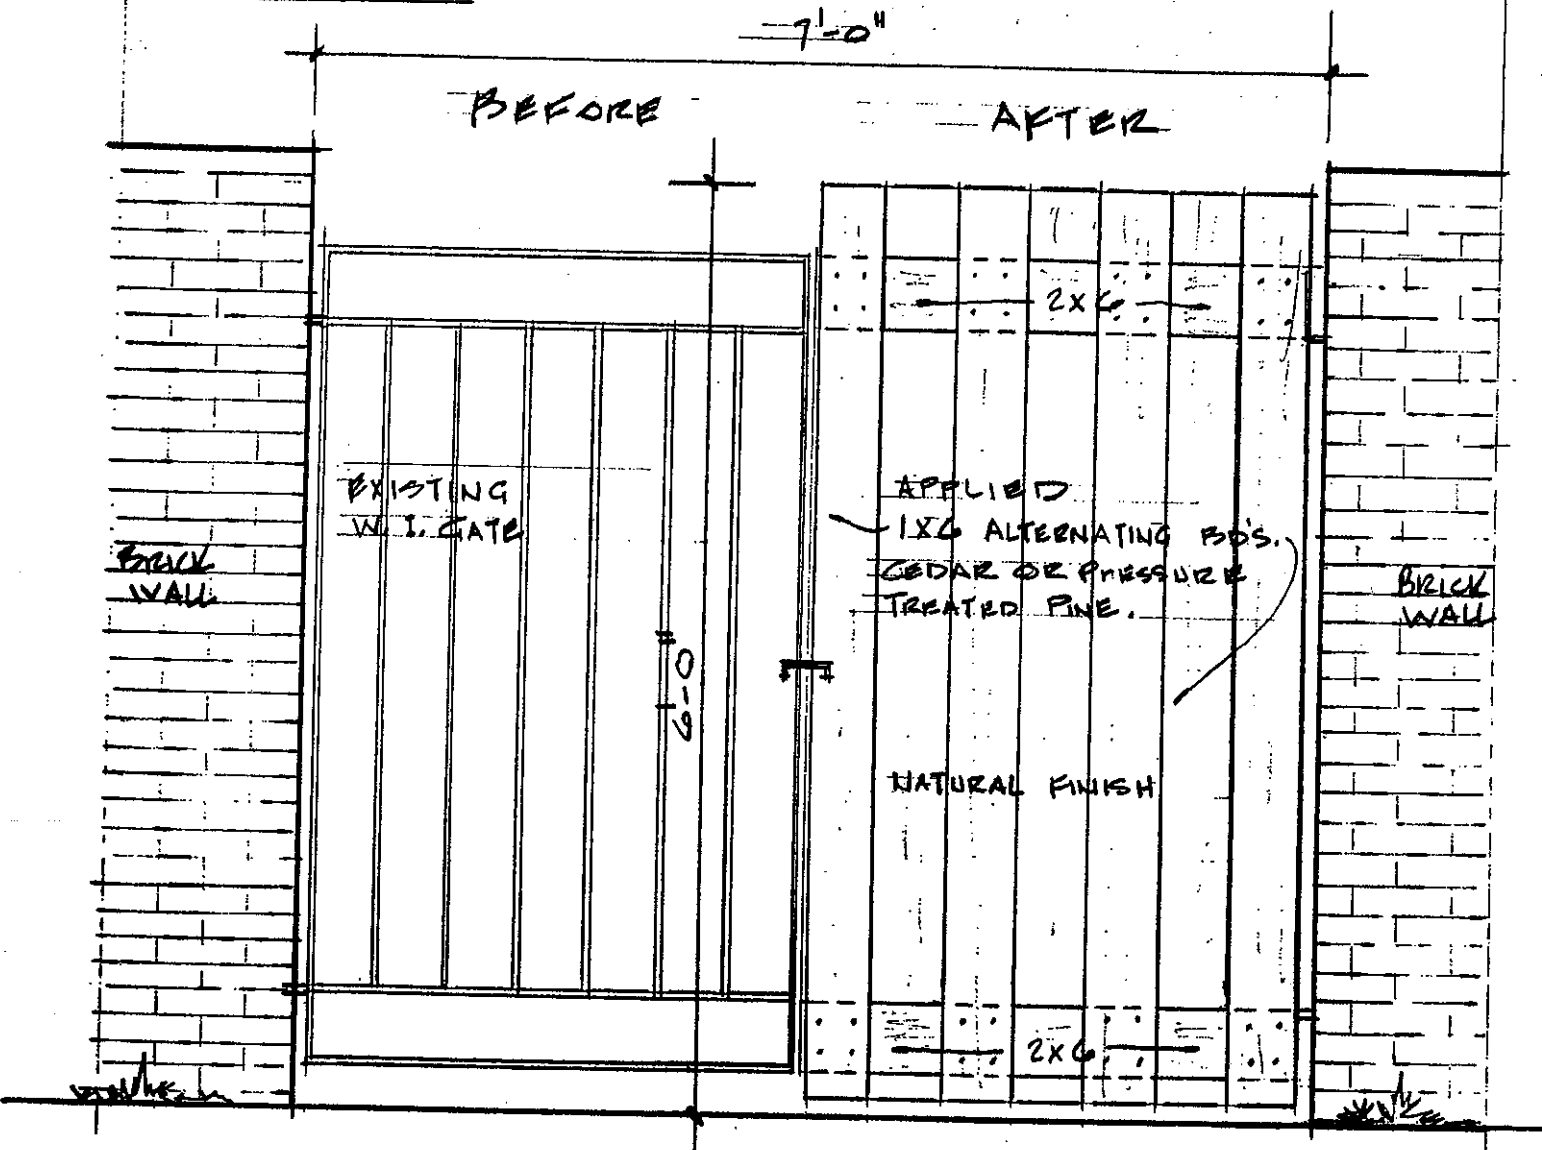 7'-0"
BEFORE
AFTER
2X6
EXISTING
W. I. GATE
APPLIED
1X6 ALTERNATING BD'S.
CEDAR OR PRESSURE
TREATED PINE.
BRICK
WALL
BRICK
WALL
6'-0"
NATURAL FINISH
2X6